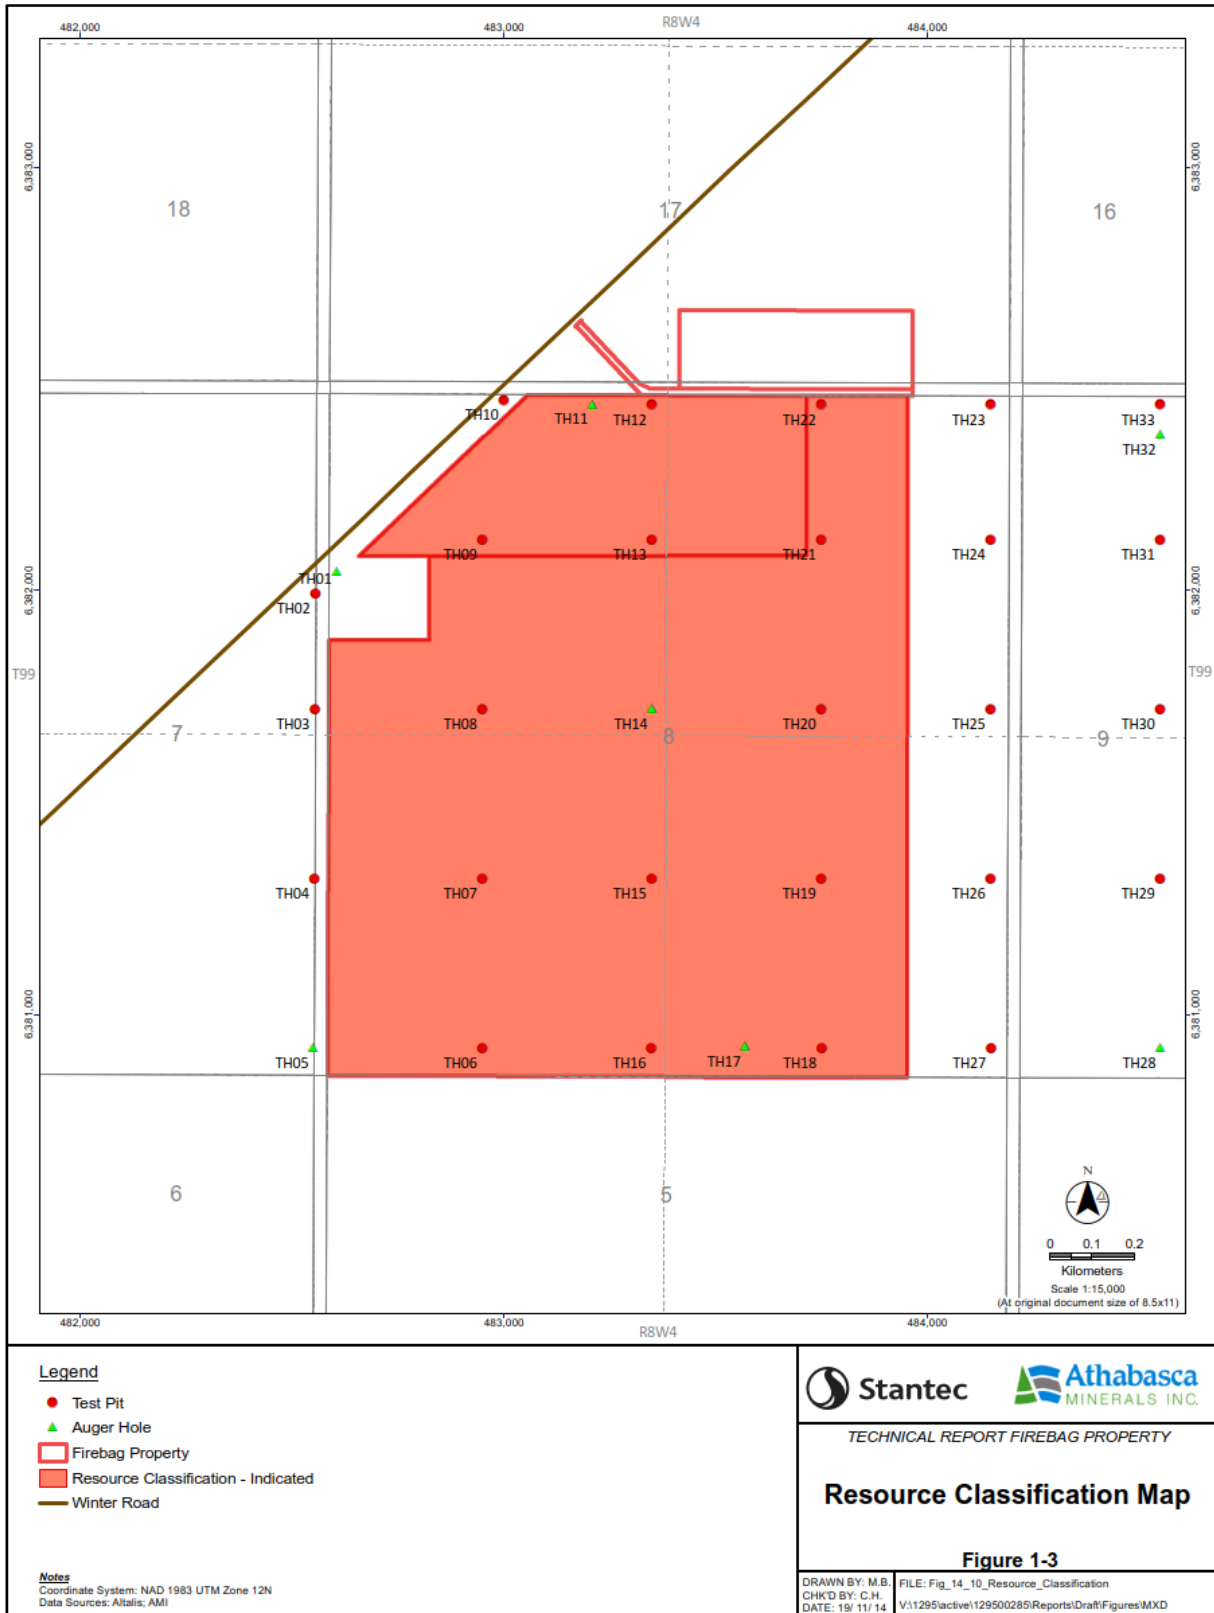 R8W4
482,000 483,000 484,000
6,383,000 6,383,000
18 17 16
TH10 TH11 TH12 TH22 TH23 TH33
TH32
TH09 TH13 TH21 TH24 TH31
TH01
6,382,000 6,382,000
TH02
T99 T99
TH03 TH08 TH14 TH20 TH25 TH30
7 8 9
TH04 TH07 TH15 TH19 TH26 TH29
6,381,000 6,381,000
TH05 TH06 TH16 TH17 TH18 TH27 TH28
6 5
N
0 0.1 0.2
Kilometers
Scale 1:15,000
(At original document size of 8.5x11)
482,000 483,000 484,000
R8W4
Legend
Test Pit
Auger Hole
Firebag Property
Resource Classification - Indicated
Winter Road
Notes
Coordinate System: NAD 1983 UTM Zone 12N
Data Sources: Altalis; AMI
Stantec
Athabasca
MINERALS INC.
TECHNICAL REPORT FIREBAG PROPERTY
Resource Classification Map
Figure 1-3
DRAWN BY: M.B.
CHK'D BY: C.H.
DATE: 19/ 11/ 14
FILE: Fig_14_10_Resource_Classification
V:\1295\active\129500285\Reports\Draft\Figures\MXD